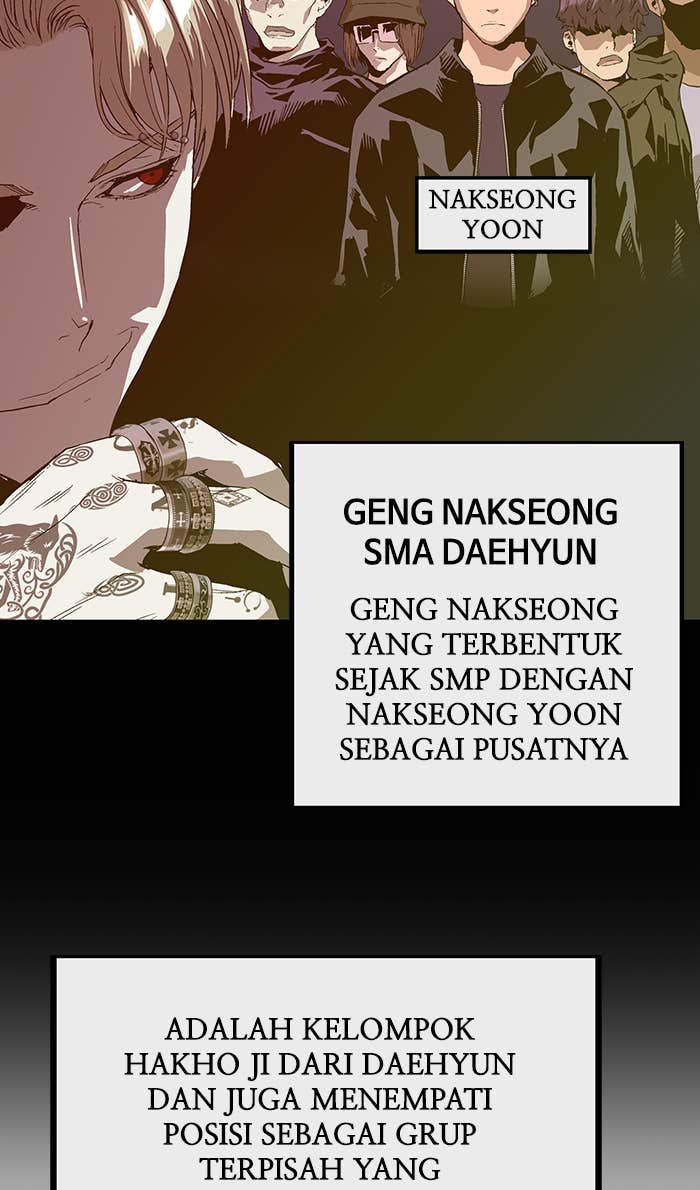 NAKSEONG
YOON
GENG NAKSEONG
SMA DAEHYUN
GENG NAKSEONG
YANG TERBENTUK
SEJAK SMP DENGAN
NAKSEONG YOON
SEBAGAI PUSATNYA
ADALAH KELOMPOK
HAKHO JI DARI DAEHYUN
DAN JUGA MENEMPATI
POSISI SEBAGAI GRUP
TERPISAH YANG